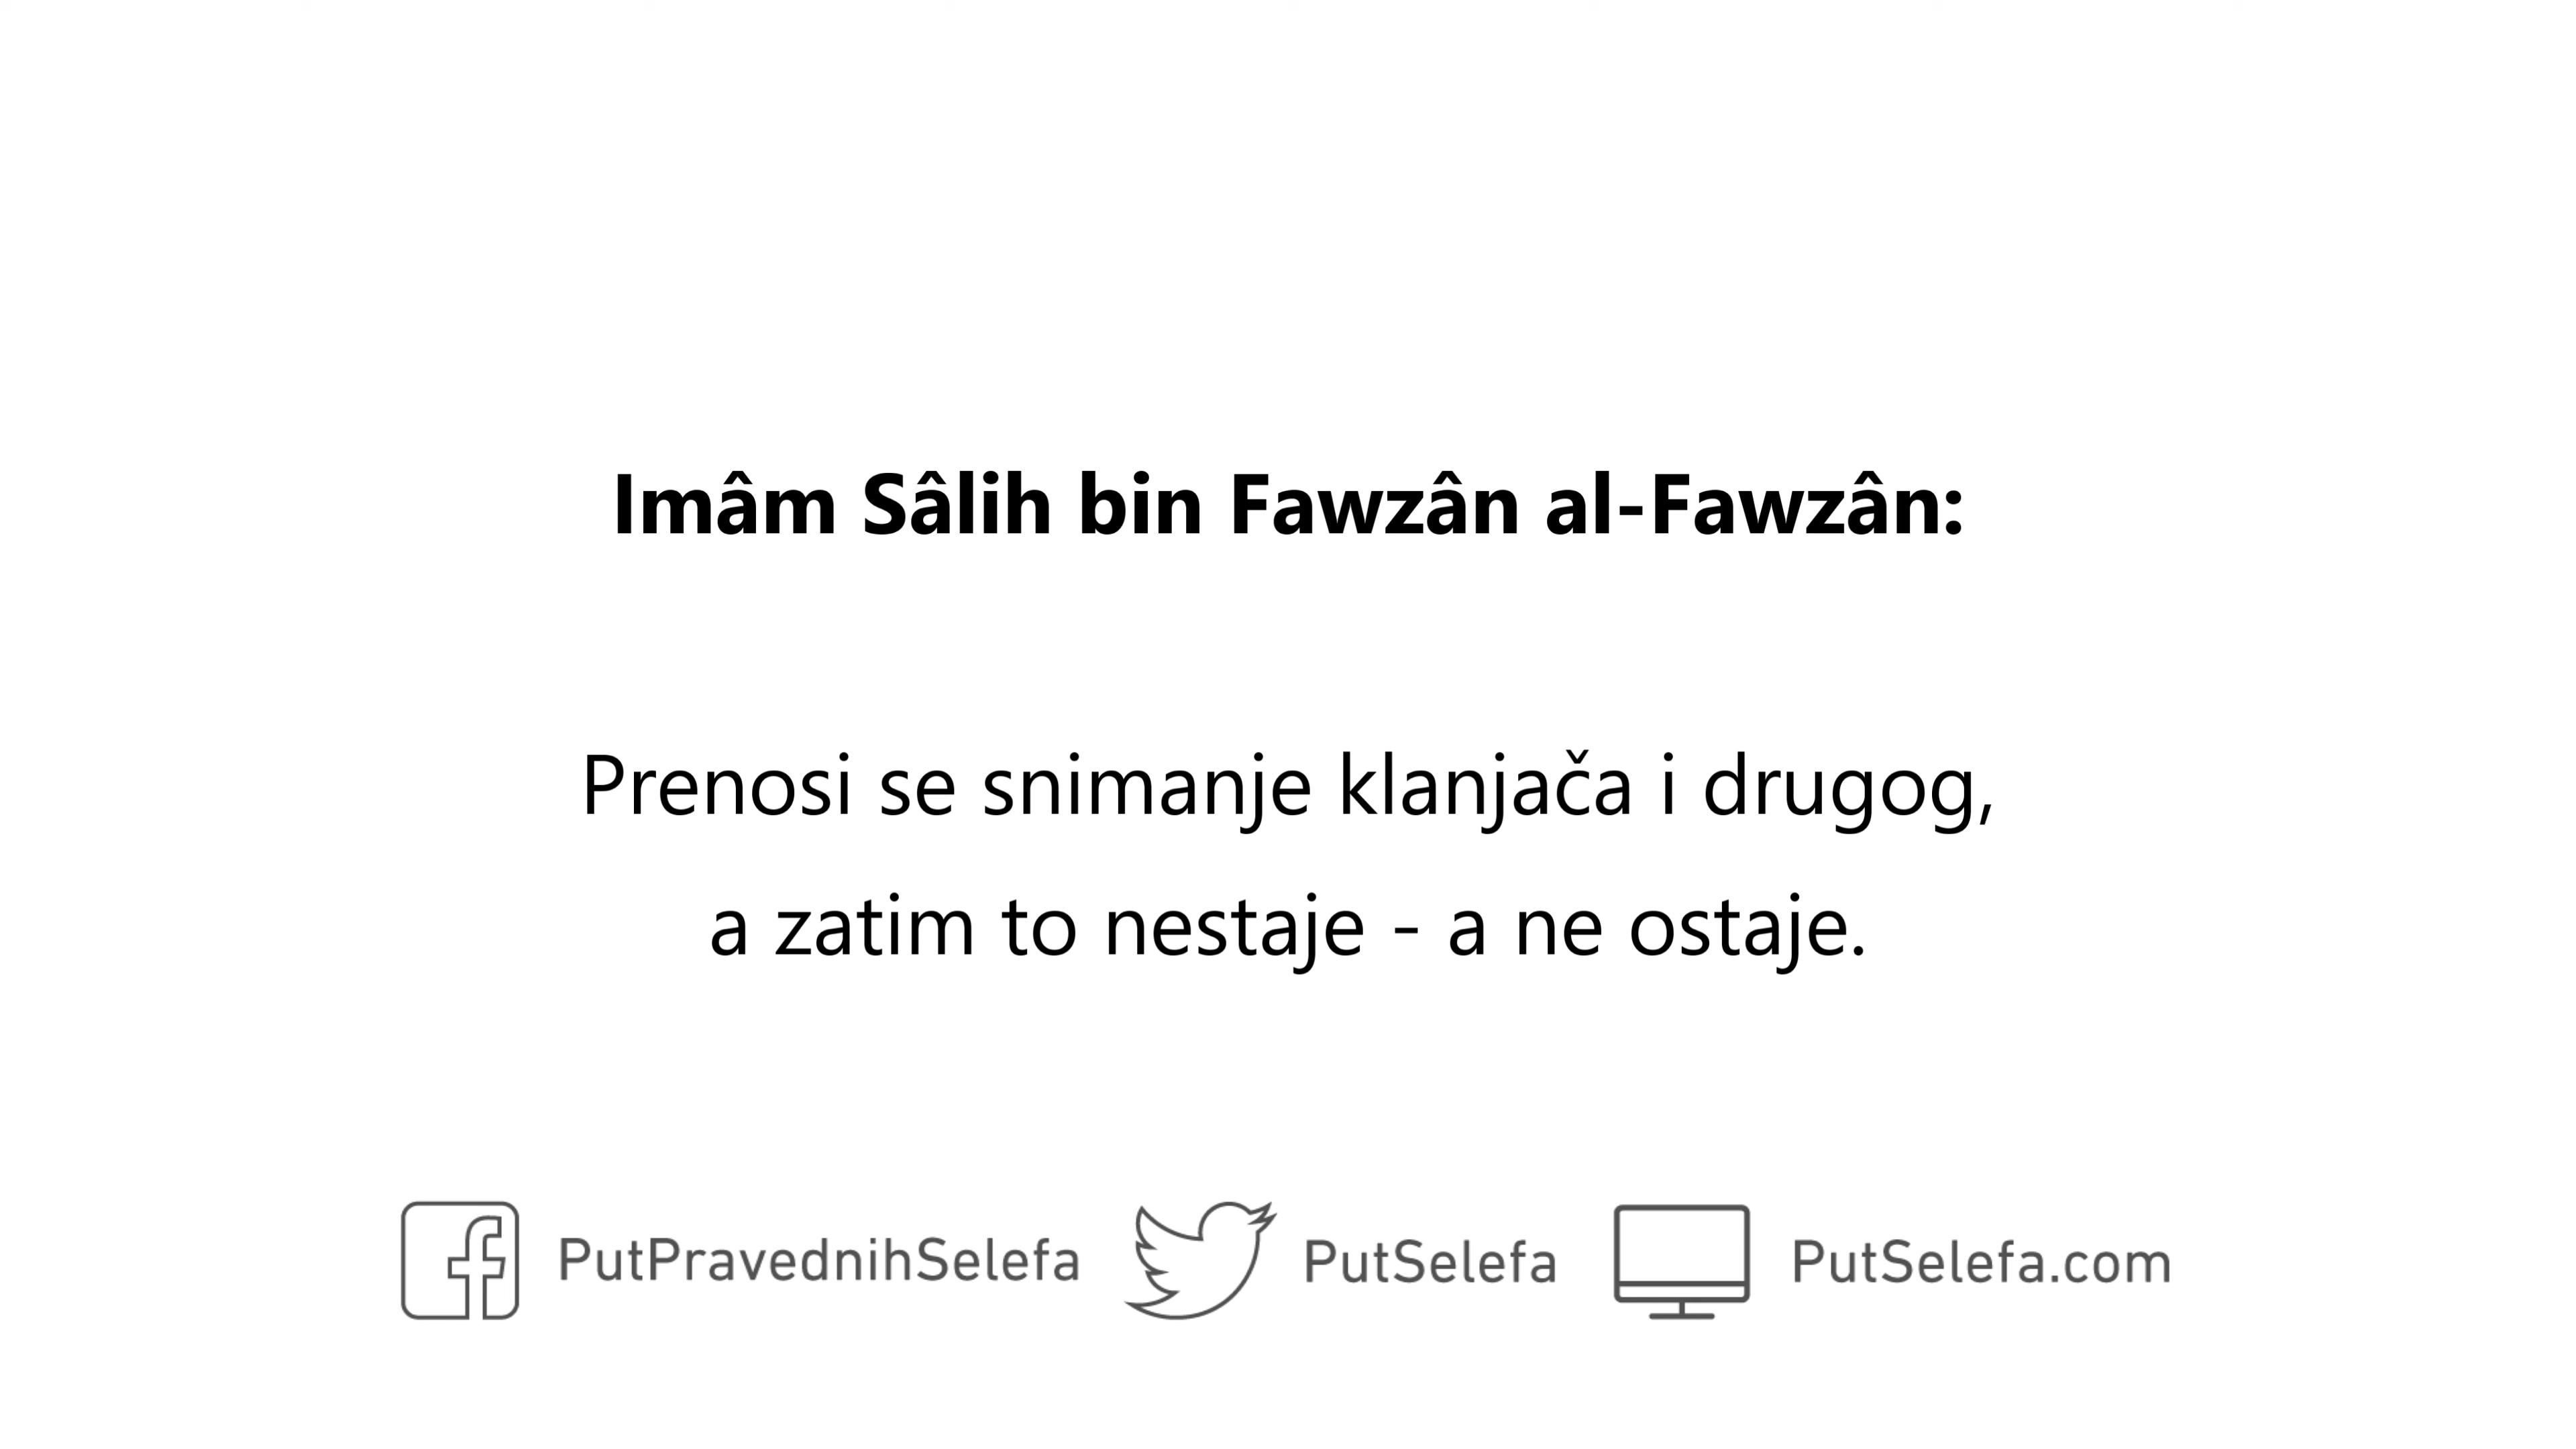 Imâm Sâlih bin Fawzân al-Fawzân:
Prenosi se snimanje klanjača i drugog,
a zatim to nestaje - a ne ostaje.
PutPravednihSelefa PutSelefa PutSelefa.com